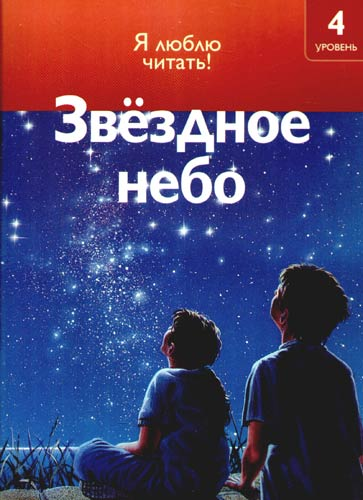 4
УРОВЕНЬ
Я люблю
читать!
Звёздное
небо